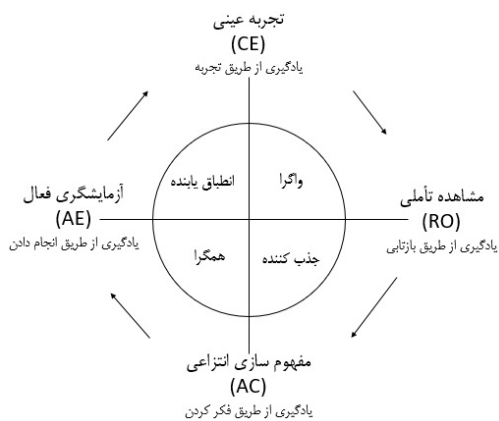 تجربه عینی
(CE)
یادگیری از طریق تجربه
مشاهده تأملی
(RO)
یادگیری از طریق بازتابی
آزمایشگری فعال
(AE)
یادگیری از طریق انجام دادن
واگرا
انطباق یابنده
جذب کننده
همگرا
مفهوم سازی انتزاعی
(AC)
یادگیری از طریق فکر کردن